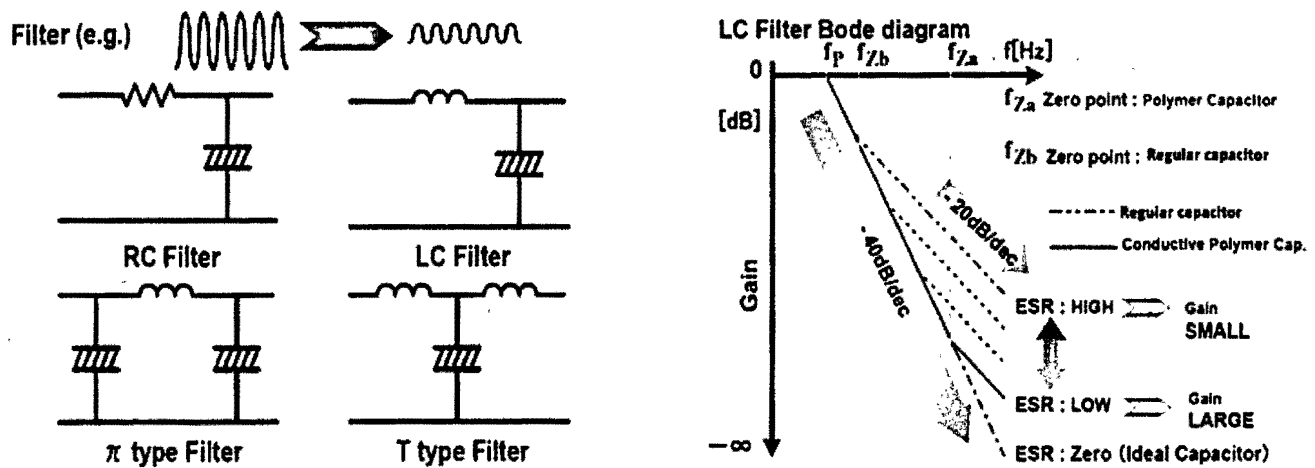 Filter (e.g.)
RC Filter
LC Filter
π type Filter
T type Filter
LC Filter Bode diagram
fP
fZb
fZa
f[Hz]
0
[dB]
Gain
−∞
fZa Zero point : Polymer Capacitor
fZb Zero point : Regular capacitor
Regular capacitor
Conductive Polymer Cap.
- 20dB/dec
- 40dB/dec
ESR : HIGH
Gain
SMALL
ESR : LOW
Gain
LARGE
ESR : Zero (Ideal Capacitor)